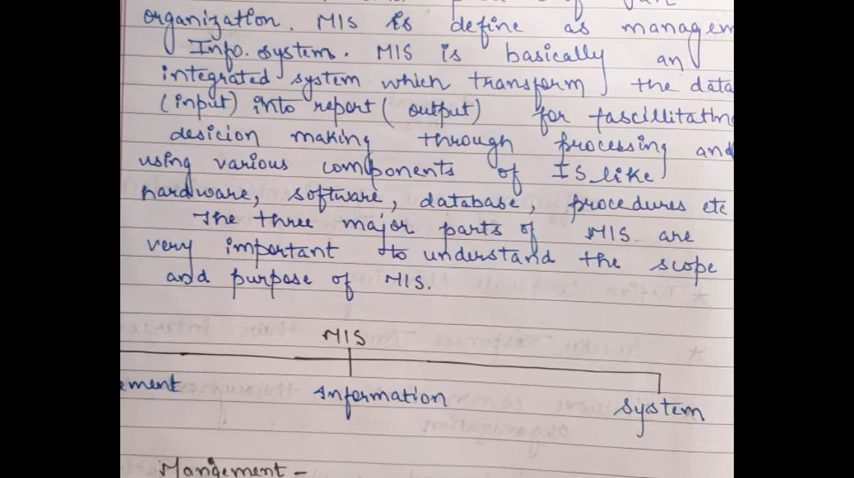 organization. MIS is define as managem
Info. system. MIS is basically an
integrated system which transform the data
(input) into report (output) for fascillitatin
desicion making through processing and
using various components of IS like
hardware, software, database, procedures etc
The three major parts of MIS are
very important to understand the scope
and purpose of MIS.
MIS
ement Information System
Mangement -